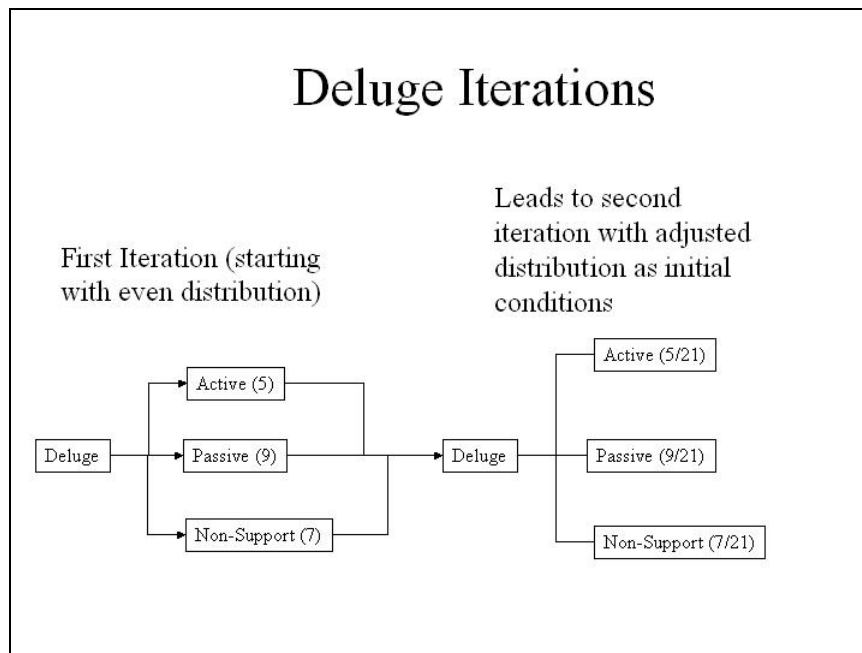 Deluge Iterations
First Iteration (starting
with even distribution)
Leads to second
iteration with adjusted
distribution as initial
conditions
Deluge
Active (5)
Passive (9)
Non-Support (7)
Deluge
Active (5/21)
Passive (9/21)
Non-Support (7/21)